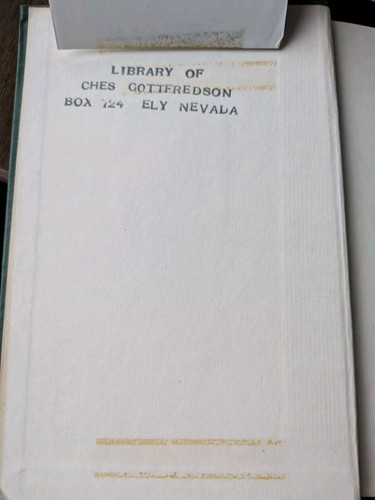 LIBRARY OF
CHES GOTTFREDSON
BOX 724 ELY NEVADA